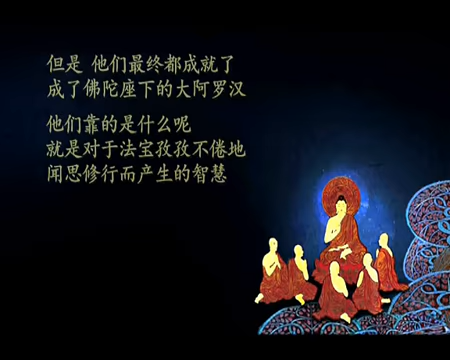 但是 他们最终都成就了
成了佛陀座下的大阿罗汉
他们靠的是什么呢
就是对于法宝孜孜不倦地
闻思修行而产生的智慧